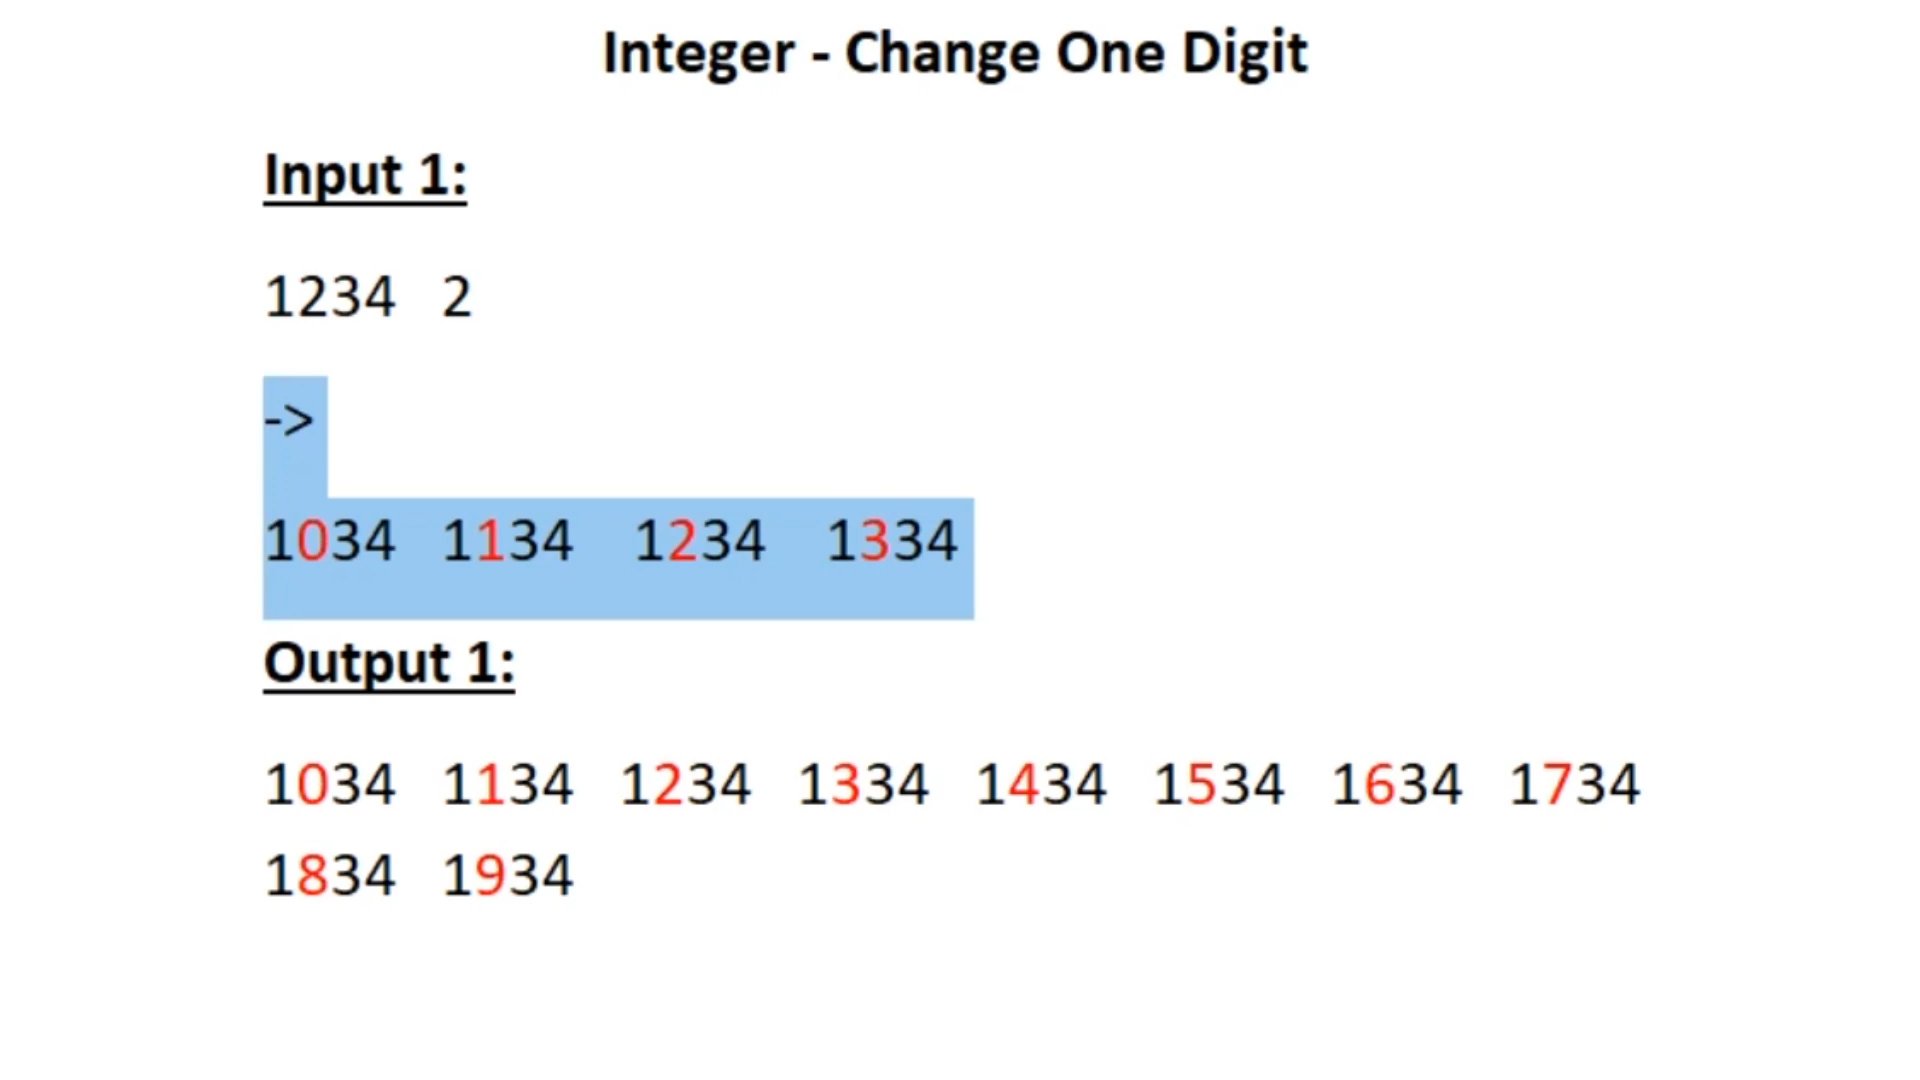 Integer - Change One Digit
Input 1:
1234 2
->
1034 1134 1234 1334
Output 1:
1034 1134 1234 1334 1434 1534 1634 1734
1834 1934